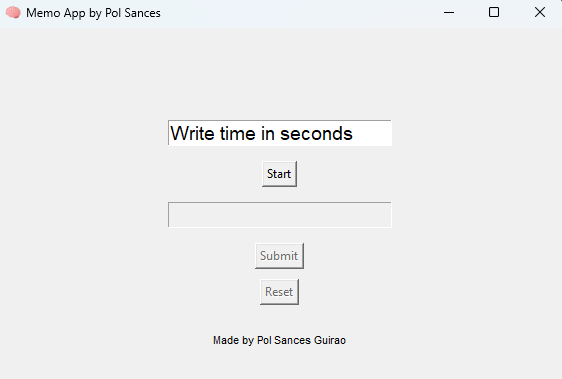 Memo App by Pol Sances
Write time in seconds
Start
Submit
Reset
Made by Pol Sances Guirao